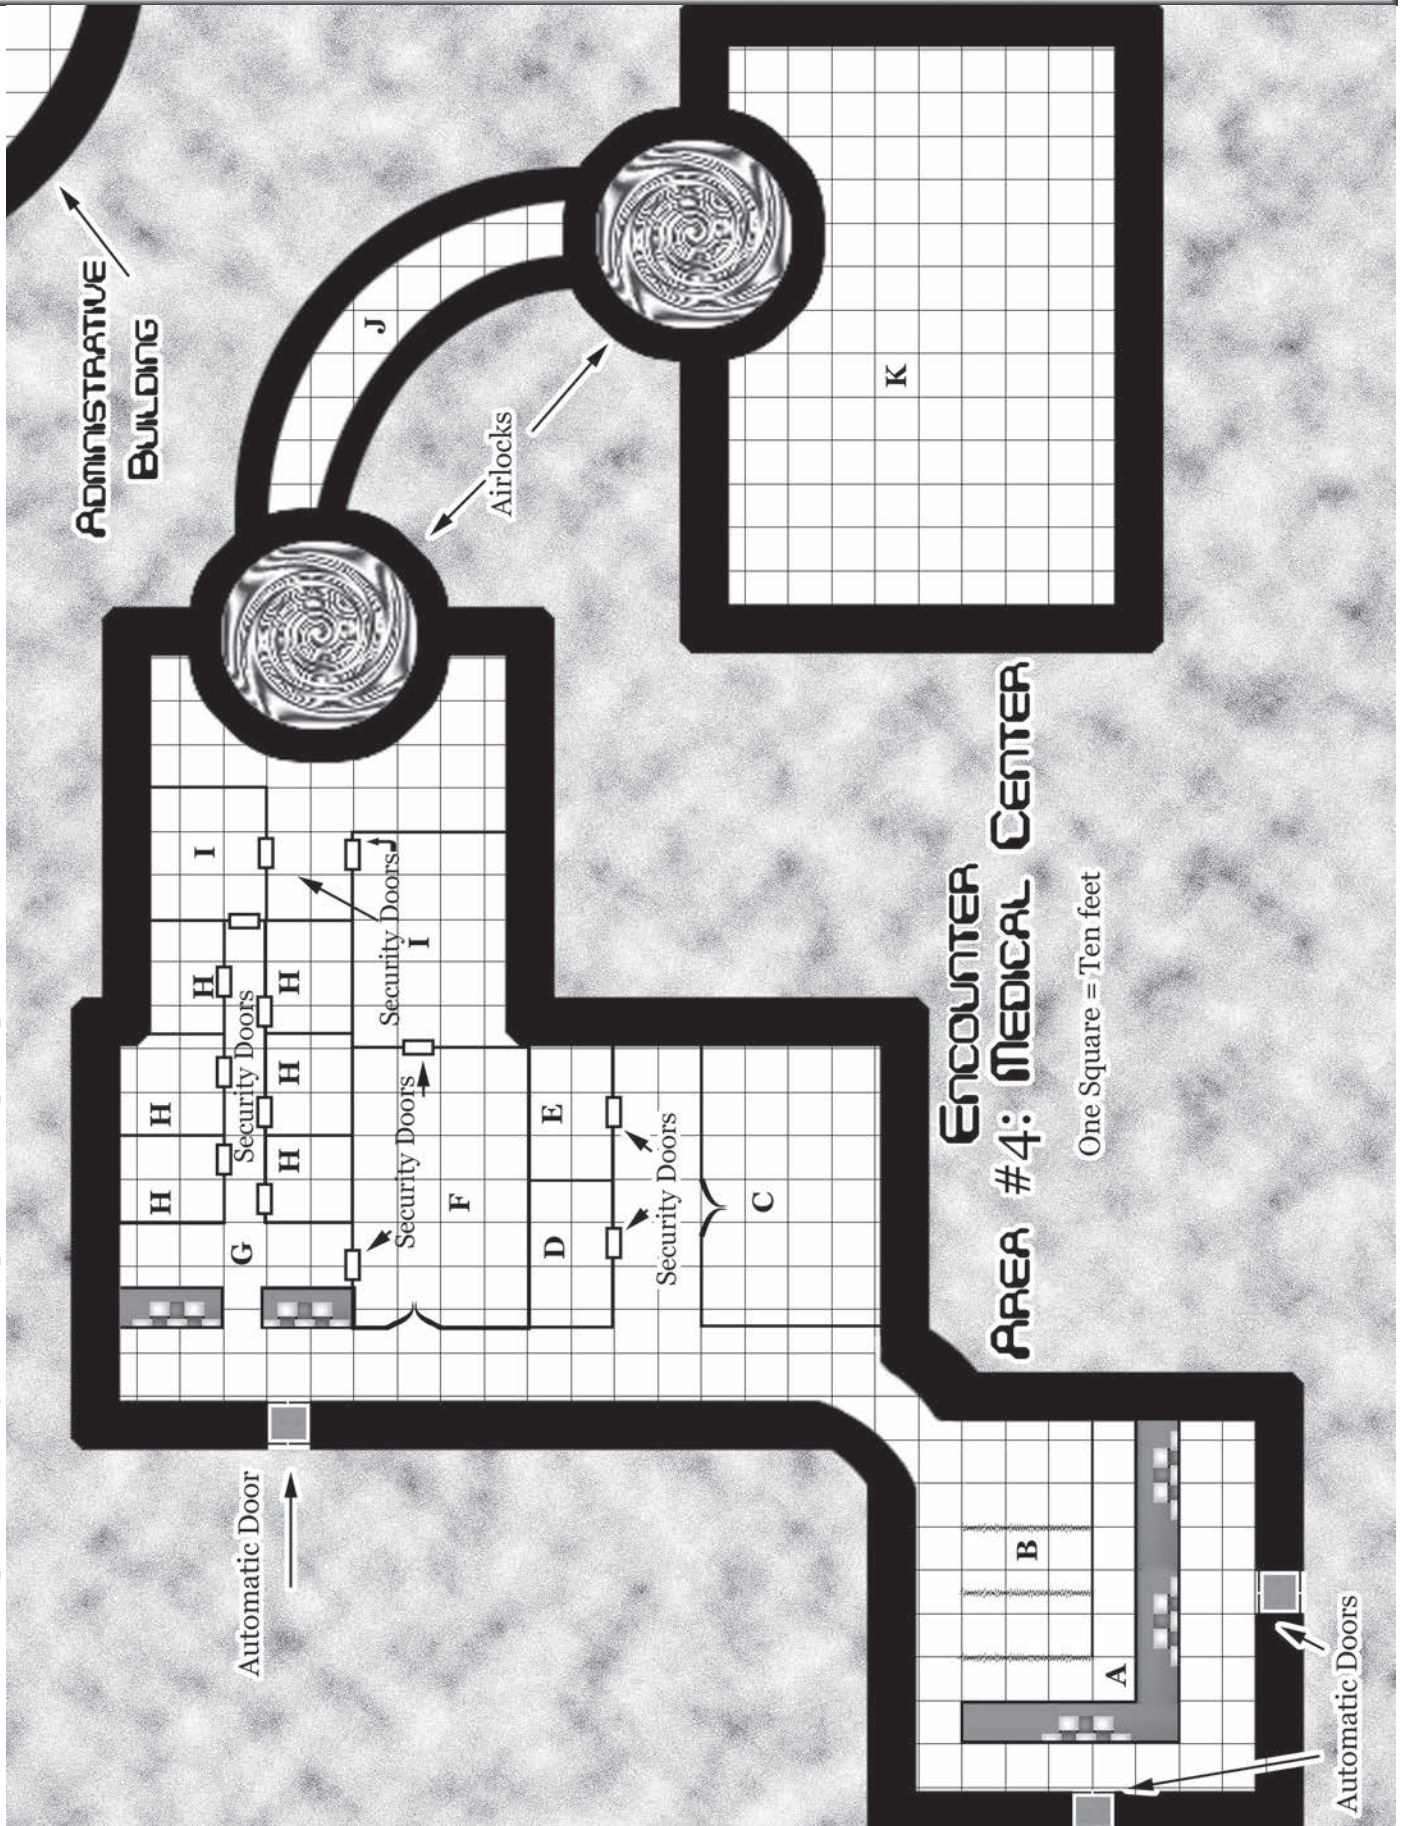 Administrative
Building
H
H
H
I
G
Security Doors
Automatic Door
H
H
H
J
Security Doors
Security Doors
I
F
Airlocks
D
E
Security Doors
C
K
Encounter
Area #4: Medical Center
B
One Square = Ten feet
A
Automatic Doors